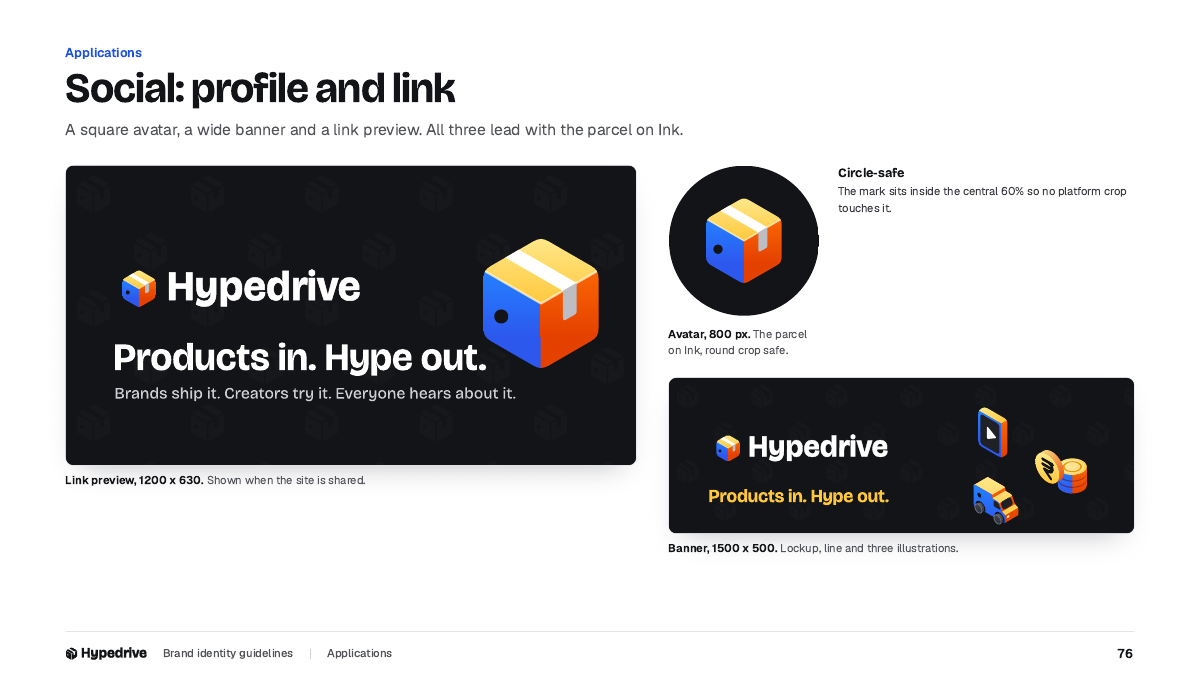 Applications
Social: profile and link
A square avatar, a wide banner and a link preview. All three lead with the parcel on Ink.
Hypedrive
Products in. Hype out.
Brands ship it. Creators try it. Everyone hears about it.
Link preview, 1200 x 630. Shown when the site is shared.
Circle-safe
The mark sits inside the central 60% so no platform crop
touches it.
Avatar, 800 px. The parcel
on Ink, round crop safe.
Hypedrive
Products in. Hype out.
₹
Banner, 1500 x 500. Lockup, line and three illustrations.
Hypedrive
Brand identity guidelines
Applications
76